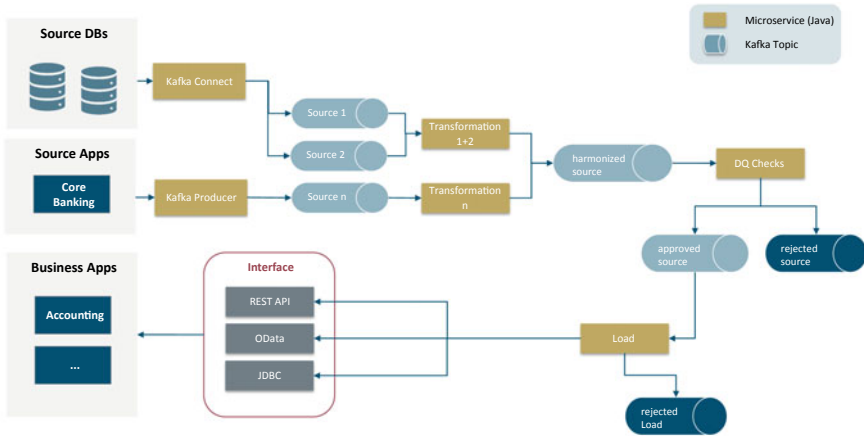 Source DBs
Microservice (Java)
Kafka Topic
Kafka Connect
Source 1
Transformation
1+2
Source 2
Source Apps
harmonized
source
DQ Checks
Core
Banking
Kafka Producer
Source n
Transformation
n
approved
source
rejected
source
Business Apps
Interface
REST API
Accounting
OData
Load
...
JDBC
rejected
Load